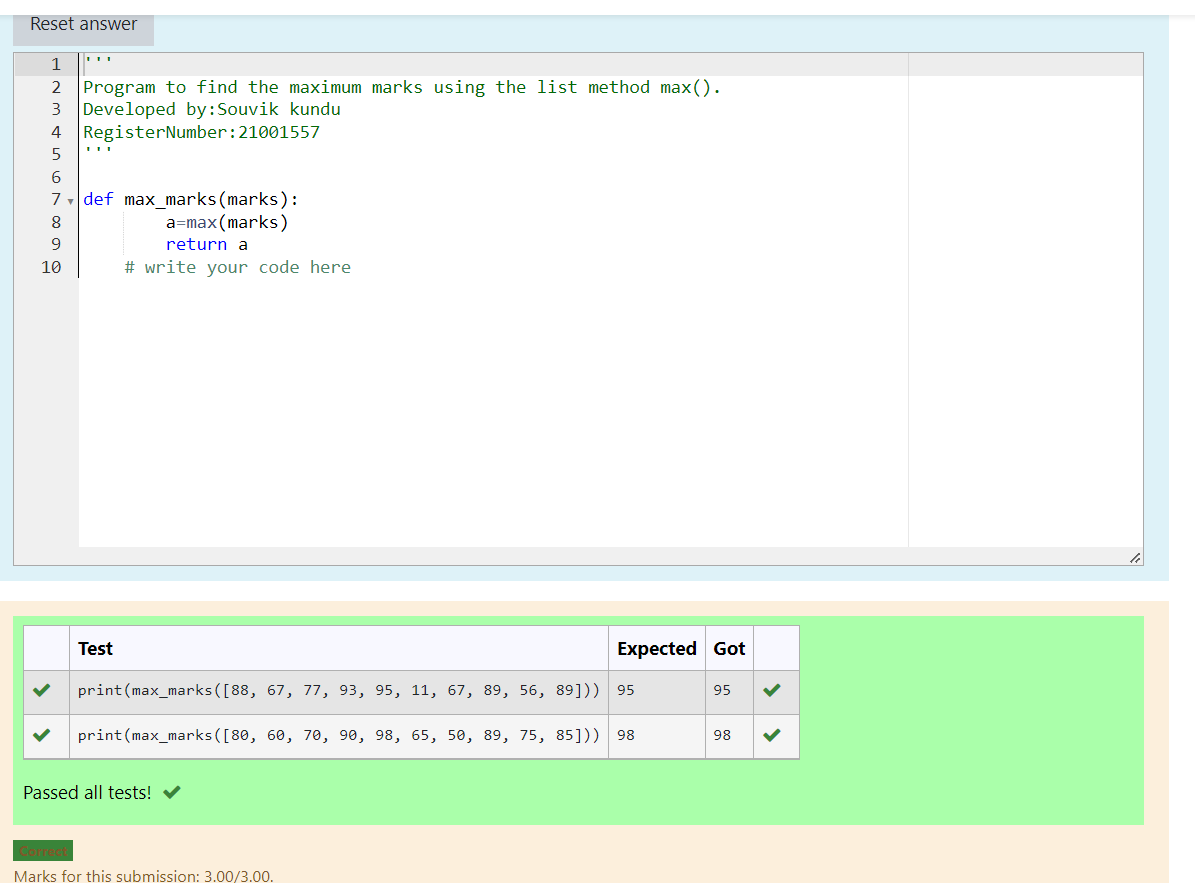 Reset answer
1 '''
2 Program to find the maximum marks using the list method max().
3 Developed by:Souvik kundu
4 RegisterNumber:21001557
5 '''
6
7 def max_marks(marks):
8 a=max(marks)
9 return a
10 # write your code here
Test Expected Got
print(max_marks([88, 67, 77, 93, 95, 11, 67, 89, 56, 89])) 95 95
print(max_marks([80, 60, 70, 90, 98, 65, 50, 89, 75, 85])) 98 98
Passed all tests!
Correct
Marks for this submission: 3.00/3.00.